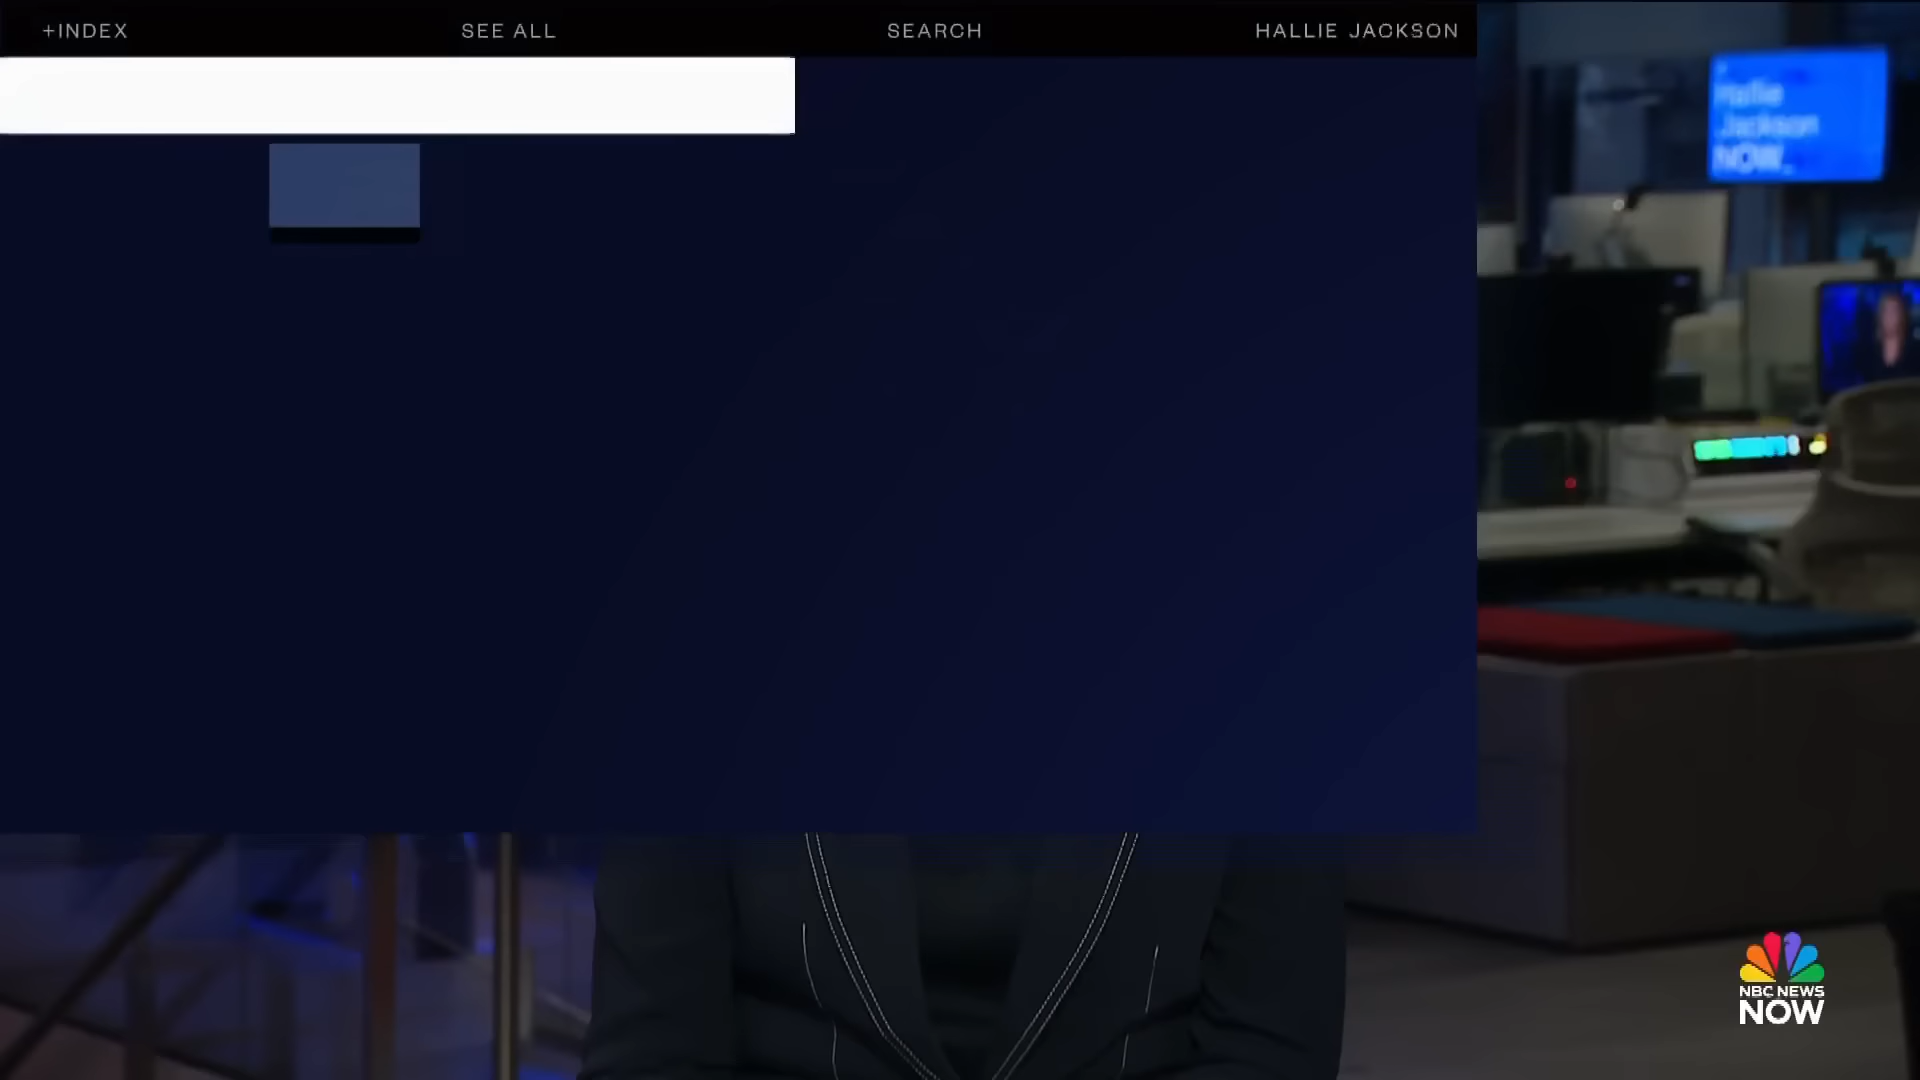 +INDEX
SEE ALL
SEARCH
HALLIE JACKSON
Hallie
Jackson
NOW
NBC NEWS
NOW